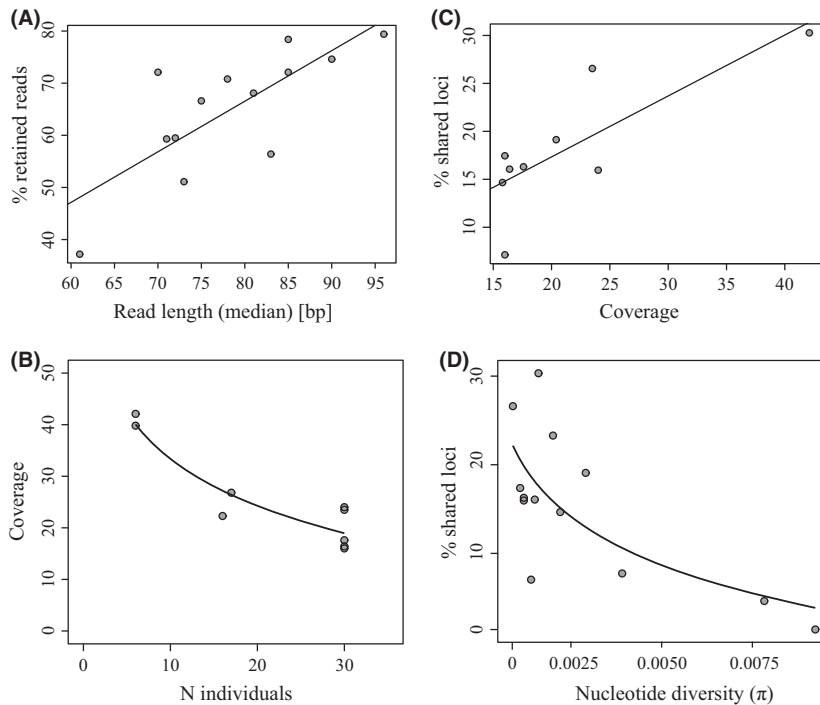 (A)
% retained reads
40 50 60 70 80
60 65 70 75 80 85 90 95
Read length (median) [bp]
(C)
% shared loci
10 15 20 25 30
15 20 25 30 35 40
Coverage
(B)
Coverage
0 10 20 30 40 50
0 10 20 30
N individuals
(D)
% shared loci
0 10 20 30
0 0.0025 0.0050 0.0075
Nucleotide diversity (π)